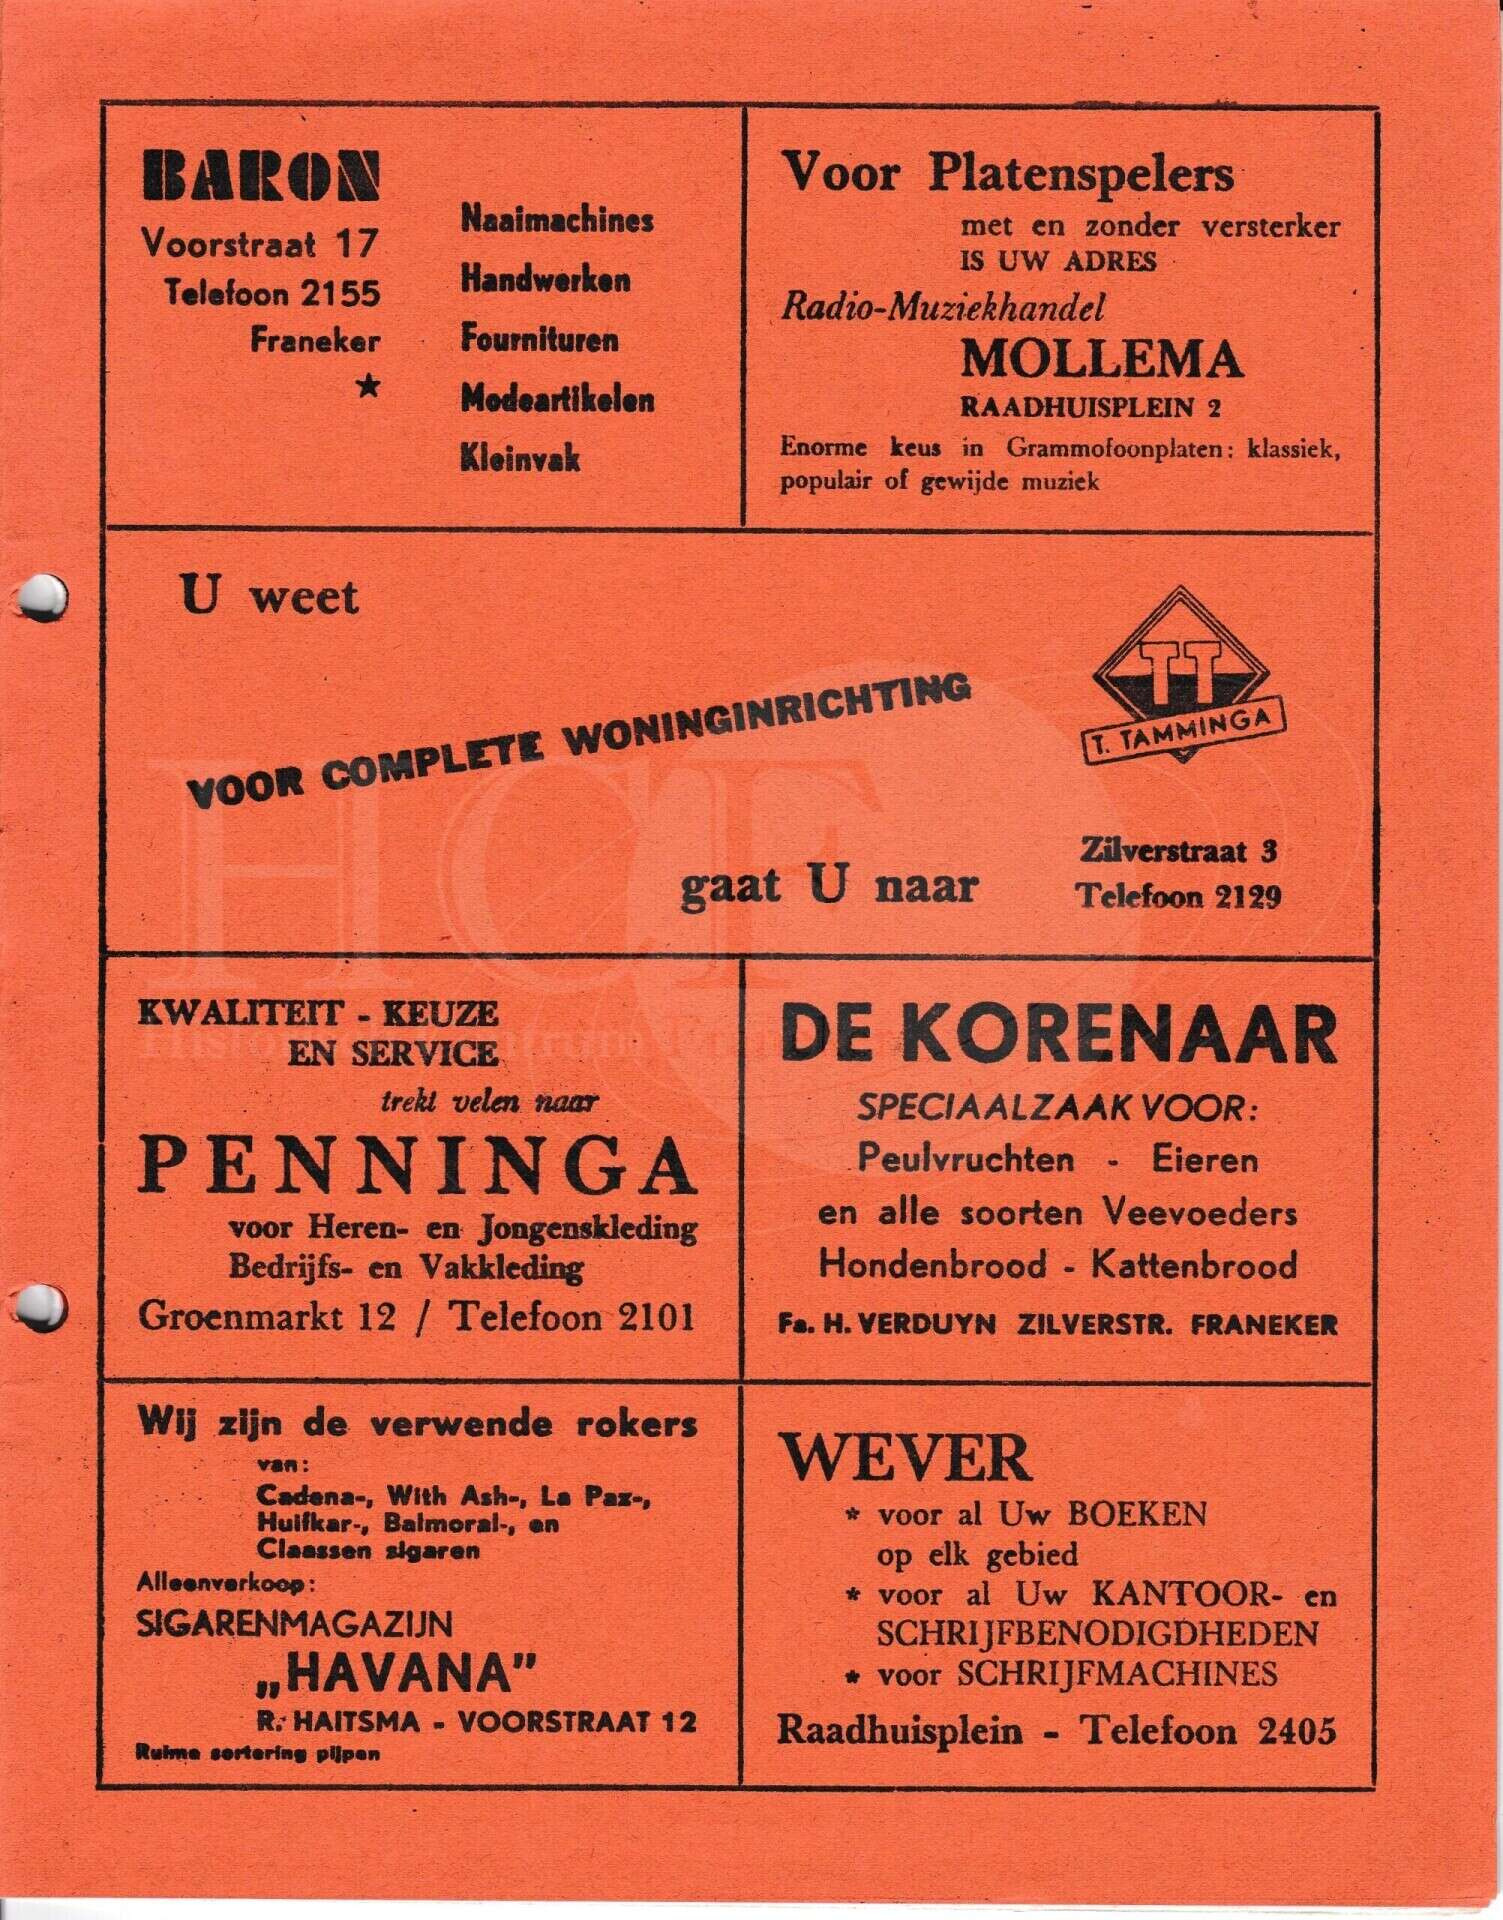 BARON
Voorstraat 17
Telefoon 2155
Franeker
★
Naaimachines
Handwerken
Fournituren
Modeartikelen
Kleinvak
Voor Platenspelers
met en zonder versterker
IS UW ADRES
Radio-Muziekhandel
MOLLEMA
RAADHUISPLEIN 2
Enorme keus in Grammofoonplaten: klassiek,
populair of gewijde muziek
U weet
VOOR COMPLETE WONINGINRICHTING
gaat U naar
TT
T. TAMMINGA
Zilverstraat 3
Telefoon 2129
HCF
KWALITEIT - KEUZE
EN SERVICE
trekt velen naar
PENNINGA
voor Heren- en Jongenskleding
Bedrijfs- en Vakkleding
Groenmarkt 12 / Telefoon 2101
DE KORENAAR
SPECIAALZAAK VOOR:
Peulvruchten - Eieren
en alle soorten Veevoeders
Hondenbrood - Kattenbrood
Fa. H. VERDUYN ZILVERSTR. FRANEKER
Wij zijn de verwende rokers
van:
Cadena-, With Ash-, La Paz-,
Huifkar-, Balmoral-, en
Claassen sigaren
Alleenverkoop:
SIGARENMAGAZIJN
„HAVANA”
R. HAITSMA - VOORSTRAAT 12
Ruime sortering pijpen
WEVER
* voor al Uw BOEKEN
op elk gebied
* voor al Uw KANTOOR- en
SCHRIJFBENODIGDHEDEN
* voor SCHRIJFMACHINES
Raadhuisplein - Telefoon 2405